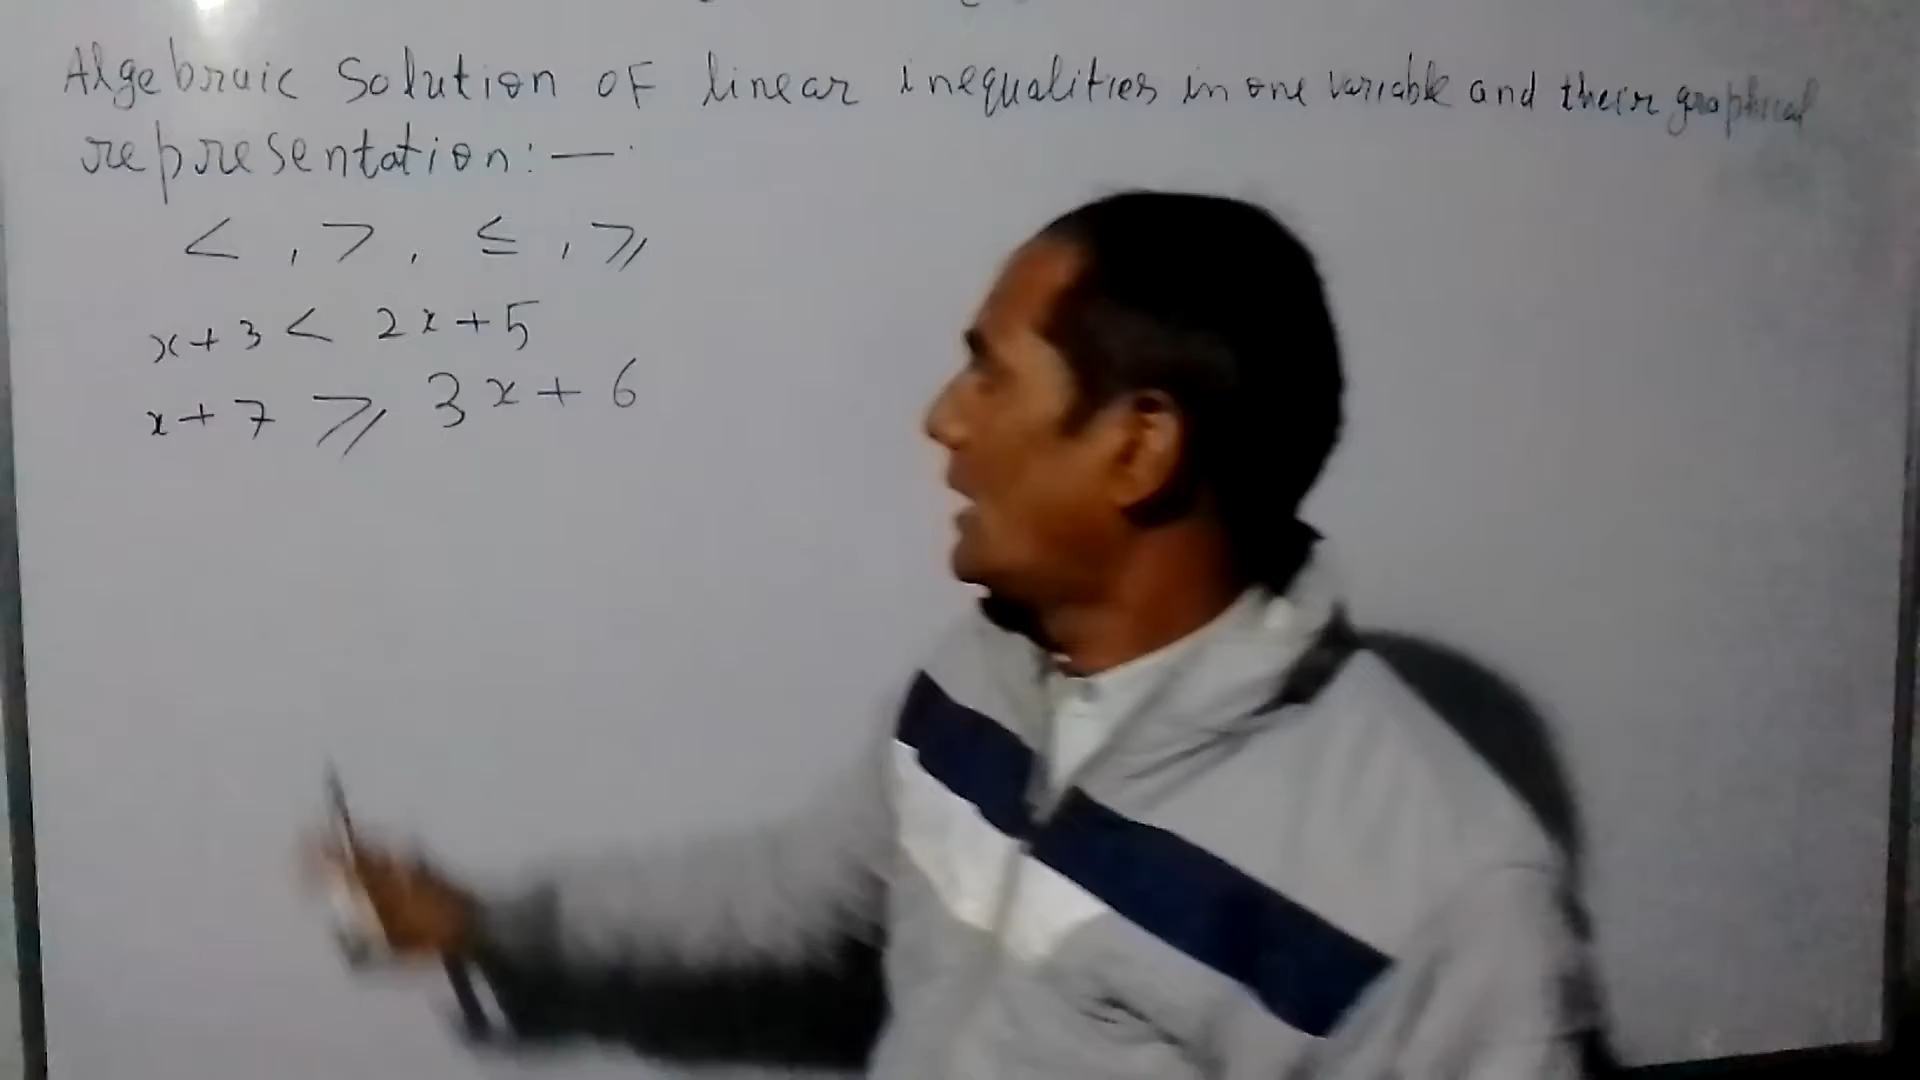 Algebraic Solution OF linear inequalities in one variable and their graphical
representation:—
< , > , ≤ , ⩾
x+3 < 2x+5
x+7 ⩾ 3x+6